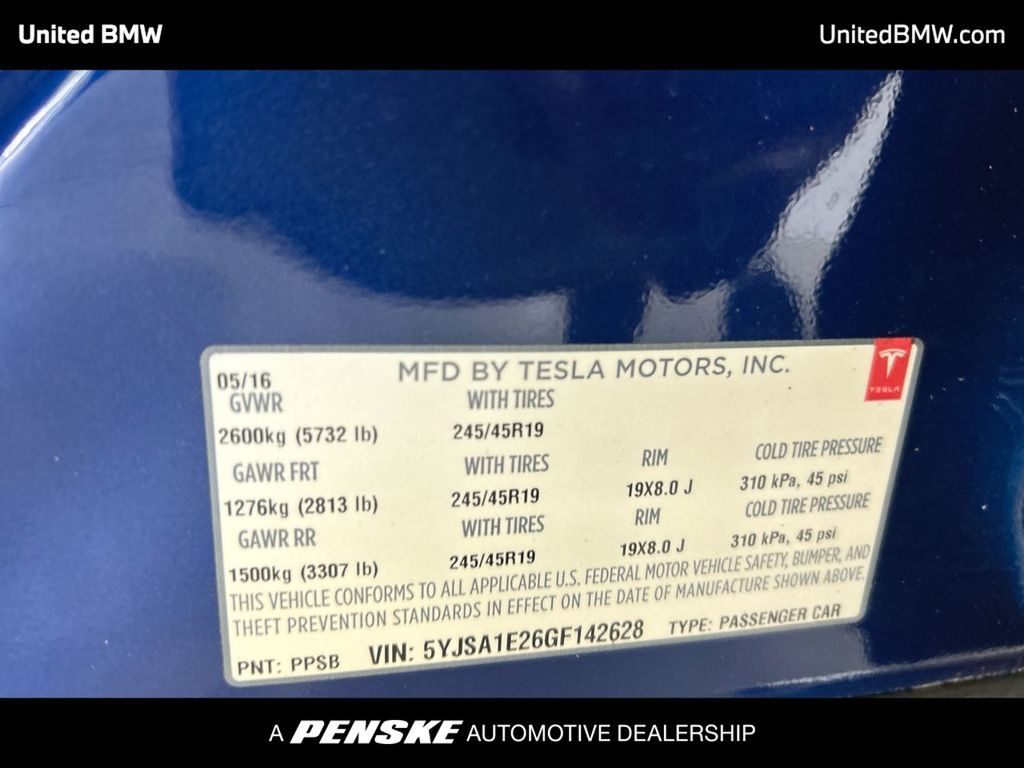 United BMW
UnitedBMW.com
MFD BY TESLA MOTORS, INC.
TESLA
05/16
GVWR WITH TIRES
2600kg (5732 lb) 245/45R19
GAWR FRT WITH TIRES RIM COLD TIRE PRESSURE
1276kg (2813 lb) 245/45R19 19X8.0 J 310 kPa, 45 psi
GAWR RR WITH TIRES RIM COLD TIRE PRESSURE
1500kg (3307 lb) 245/45R19 19X8.0 J 310 kPa, 45 psi
THIS VEHICLE CONFORMS TO ALL APPLICABLE U.S. FEDERAL MOTOR VEHICLE SAFETY, BUMPER, AND
THEFT PREVENTION STANDARDS IN EFFECT ON THE DATE OF MANUFACTURE SHOWN ABOVE.
PNT: PPSB VIN: 5YJSA1E26GF142628 TYPE: PASSENGER CAR
A PENSKE AUTOMOTIVE DEALERSHIP